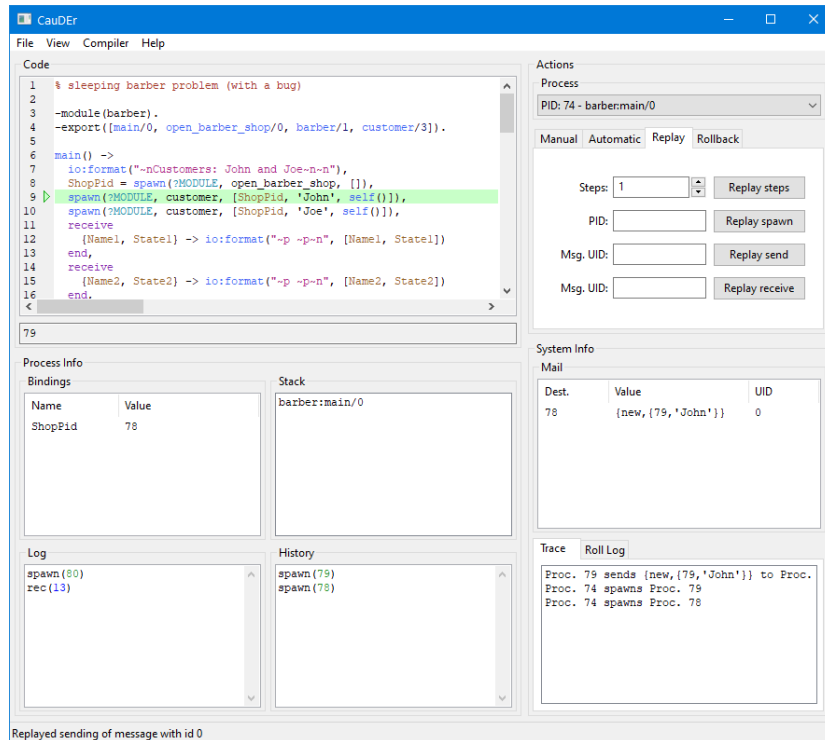 CauDEr
File View Compiler Help
Code
1 % sleeping barber problem (with a bug)
2
3 -module(barber).
4 -export([main/0, open_barber_shop/0, barber/1, customer/3]).
5
6 main() ->
7 io:format("~nCustomers: John and Joe~n~n"),
8 ShopPid = spawn(?MODULE, open_barber_shop, []),
9 spawn(?MODULE, customer, [ShopPid, 'John', self()]),
10 spawn(?MODULE, customer, [ShopPid, 'Joe', self()]),
11 receive
12 {Name1, State1} -> io:format("~p ~p~n", [Name1, State1])
13 end,
14 receive
15 {Name2, State2} -> io:format("~p ~p~n", [Name2, State2])
16 end.
79
Process Info
Bindings
Name Value
ShopPid 78
Stack
barber:main/0
Log
spawn(80)
rec(13)
History
spawn(79)
spawn(78)
Actions
Process
PID: 74 - barber:main/0
Manual Automatic Replay Rollback
Steps: 1 Replay steps
PID: Replay spawn
Msg. UID: Replay send
Msg. UID: Replay receive
System Info
Mail
Dest. Value UID
78 {new,{79,'John'}} 0
Trace Roll Log
Proc. 79 sends {new,{79,'John'}} to Proc.
Proc. 74 spawns Proc. 79
Proc. 74 spawns Proc. 78
Replayed sending of message with id 0